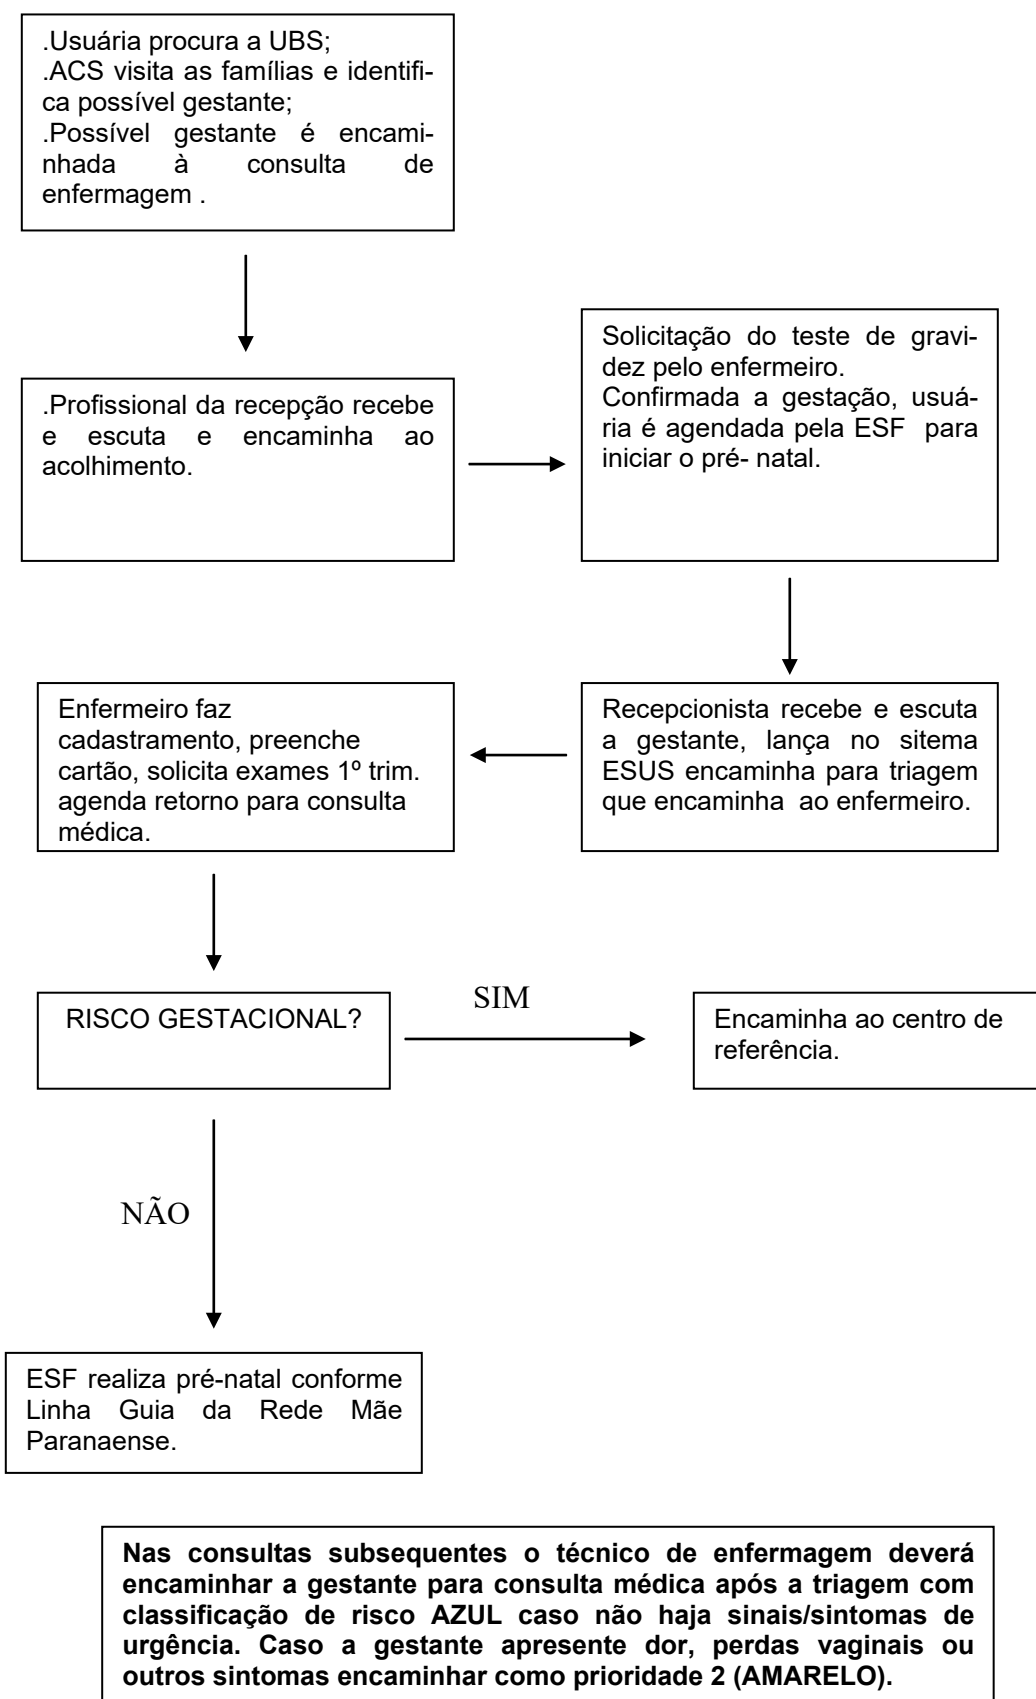 .Usuária procura a UBS;
.ACS visita as famílias e identifi-
ca possível gestante;
.Possível gestante é encami-
nhada à consulta de
enfermagem .
.Profissional da recepção recebe
e escuta e encaminha ao
acolhimento.
Solicitação do teste de gravi-
dez pelo enfermeiro.
Confirmada a gestação, usuá-
ria é agendada pela ESF para
iniciar o pré- natal.
Recepcionista recebe e escuta
a gestante, lança no sitema
ESUS encaminha para triagem
que encaminha ao enfermeiro.
Enfermeiro faz
cadastramento, preenche
cartão, solicita exames 1º trim.
agenda retorno para consulta
médica.
RISCO GESTACIONAL?
SIM
Encaminha ao centro de
referência.
NÃO
ESF realiza pré-natal conforme
Linha Guia da Rede Mãe
Paranaense.
Nas consultas subsequentes o técnico de enfermagem deverá
encaminhar a gestante para consulta médica após a triagem com
classificação de risco AZUL caso não haja sinais/sintomas de
urgência. Caso a gestante apresente dor, perdas vaginais ou
outros sintomas encaminhar como prioridade 2 (AMARELO).